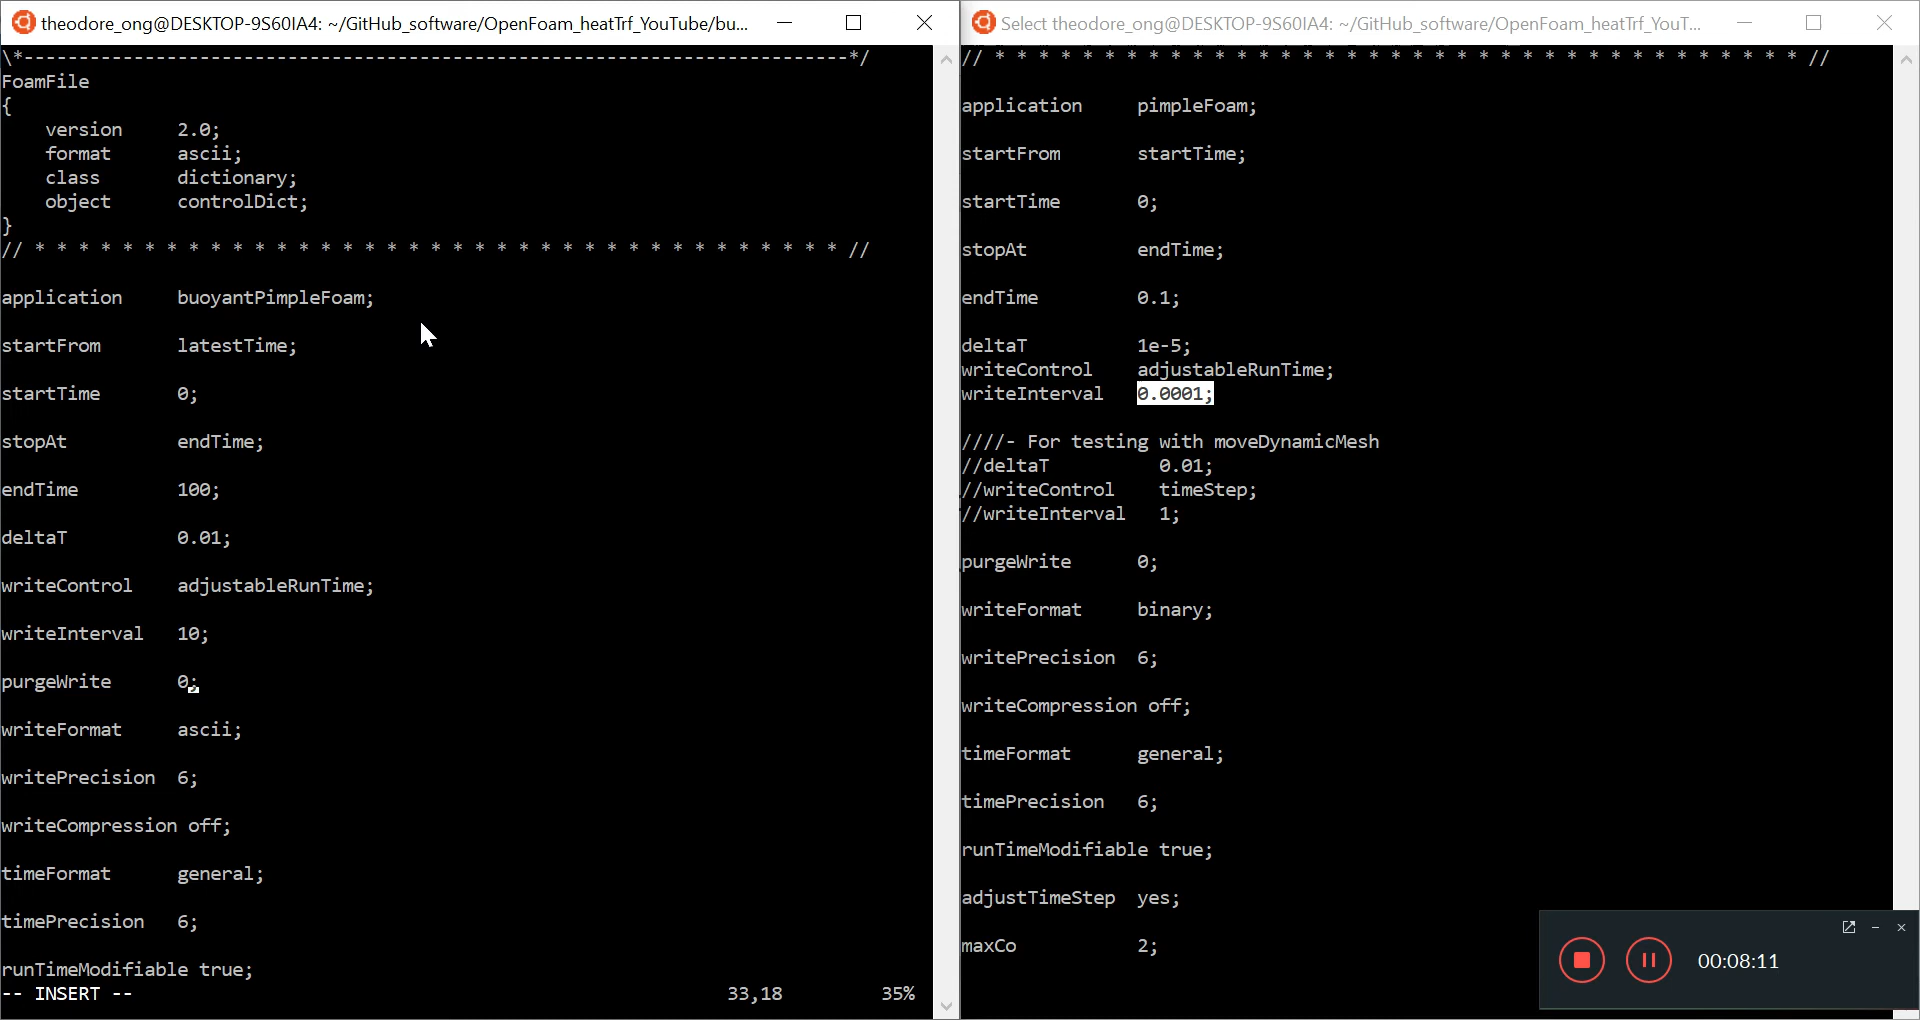 theodore_ong@DESKTOP-9S60IA4: ~/GitHub_software/OpenFoam_heatTrf_YouTube/bu...
\*---------------------------------------------------------------------------*/
FoamFile
{
    version     2.0;
    format      ascii;
    class       dictionary;
    object      controlDict;
}
// * * * * * * * * * * * * * * * * * * * * * * * * * * * * * * * * * * * * * //
application     buoyantPimpleFoam;
startFrom       latestTime;
startTime       0;
stopAt          endTime;
endTime         100;
deltaT          0.01;
writeControl    adjustableRunTime;
writeInterval   10;
purgeWrite      0;
writeFormat     ascii;
writePrecision  6;
writeCompression off;
timeFormat      general;
timePrecision   6;
runTimeModifiable true;
-- INSERT --    33,18    35%
Select theodore_ong@DESKTOP-9S60IA4: ~/GitHub_software/OpenFoam_heatTrf_YouT...
// * * * * * * * * * * * * * * * * * * * * * * * * * * * * * * * * * * * * * //
application     pimpleFoam;
startFrom       startTime;
startTime       0;
stopAt          endTime;
endTime         0.1;
deltaT          1e-5;
writeControl    adjustableRunTime;
writeInterval   0.0001;
////- For testing with moveDynamicMesh
//deltaT          0.01;
//writeControl    timeStep;
//writeInterval   1;
purgeWrite      0;
writeFormat     binary;
writePrecision  6;
writeCompression off;
timeFormat      general;
timePrecision   6;
runTimeModifiable true;
adjustTimeStep  yes;
maxCo           2;
00:08:11